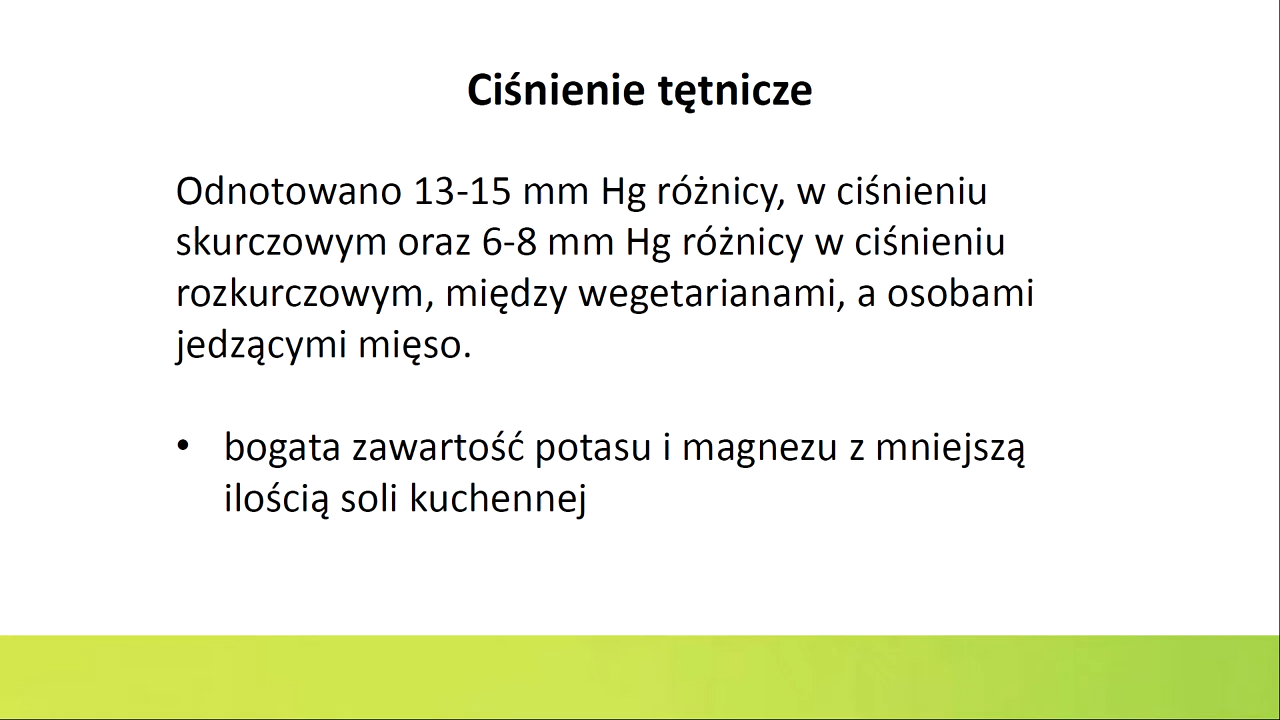 Ciśnienie tętnicze
Odnotowano 13-15 mm Hg różnicy, w ciśnieniu
skurczowym oraz 6-8 mm Hg różnicy w ciśnieniu
rozkurczowym, między wegetarianami, a osobami
jedzącymi mięso.
• bogata zawartość potasu i magnezu z mniejszą
ilością soli kuchennej